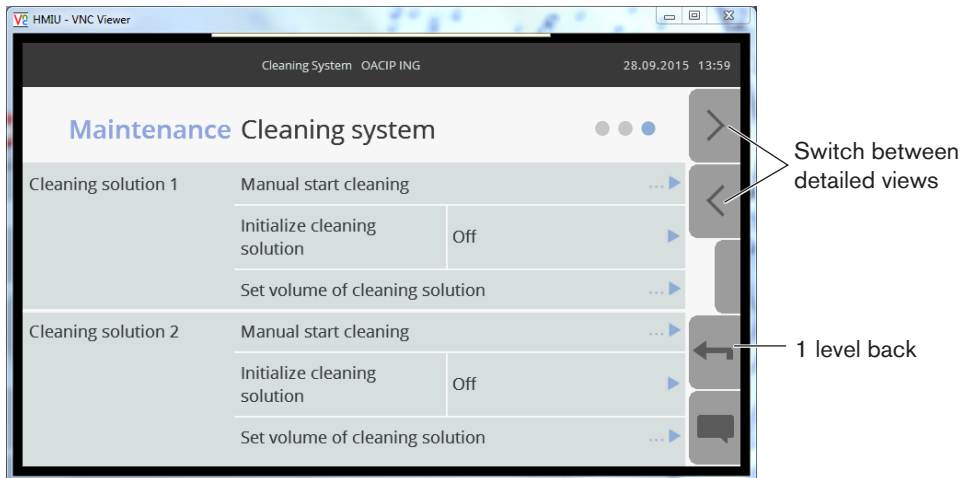 HMIU - VNC Viewer
Cleaning System OACIP ING 28.09.2015 13:59
Maintenance Cleaning system
Switch between
detailed views
Cleaning solution 1 Manual start cleaning ...
Initialize cleaning
solution Off
Set volume of cleaning solution ...
Cleaning solution 2 Manual start cleaning ...
1 level back
Initialize cleaning
solution Off
Set volume of cleaning solution ...